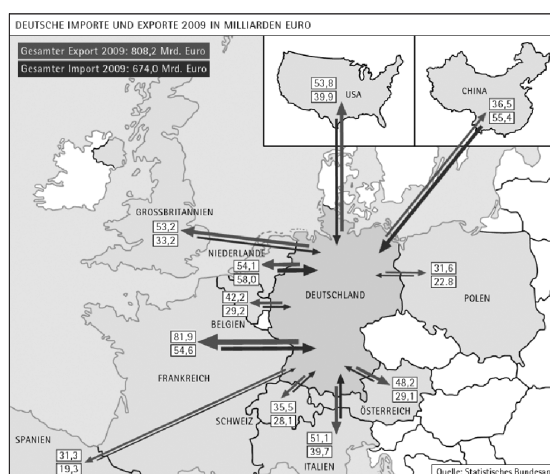 DEUTSCHE IMPORTE UND EXPORTE 2009 IN MILLIARDEN EURO
Gesamter Export 2009: 808,2 Mrd. Euro
Gesamter Import 2009: 674,0 Mrd. Euro
USA
53,8
39,9
CHINA
36,5
55,4
GROSSBRITANNIEN
53,2
33,2
NIEDERLANDE
54,1
58,0
DEUTSCHLAND
31,6
22.8
POLEN
42,2
29,2
BELGIEN
81,9
54,6
FRANKREICH
48,2
29,1
ÖSTERREICH
35,5
28,1
SCHWEIZ
51,1
39,7
ITALIEN
SPANIEN
31,3
19,3
Quelle: Statistisches Bundesam